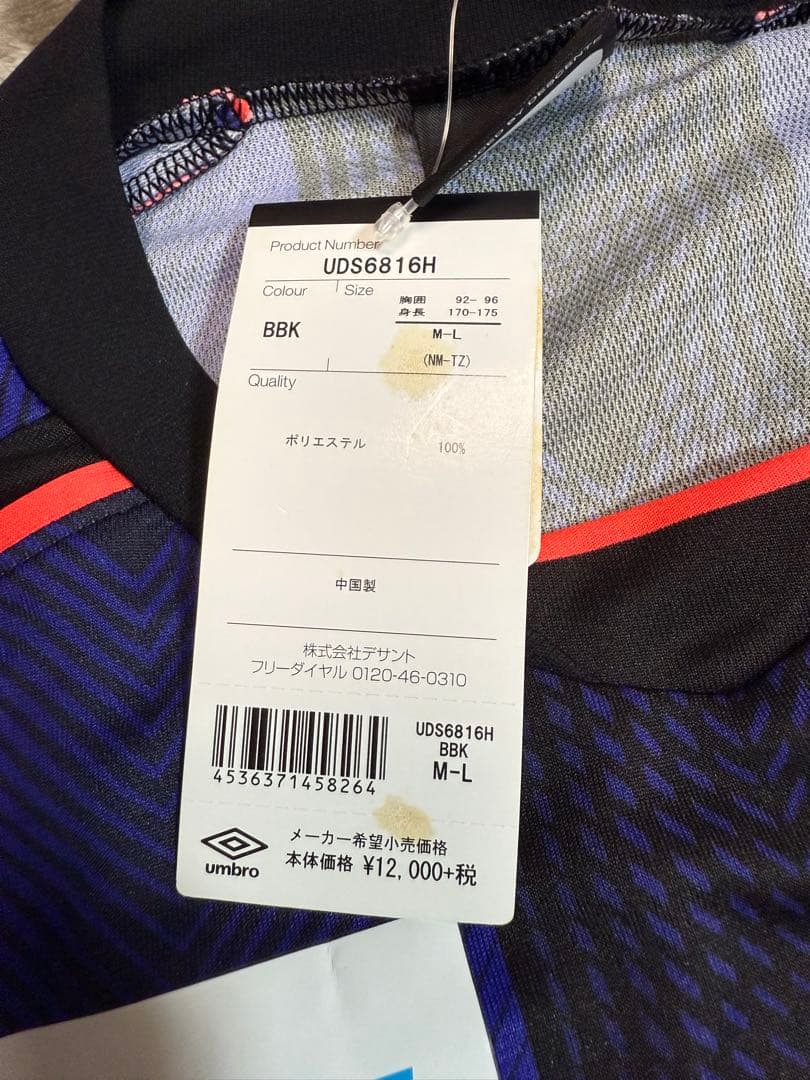 DESCENTE
Product Number
UDS6816H
Colour
Size
胸囲 92-96
身長 170-175
BBK
M-L
(NM-TZ)
Quality
ポリエステル 100%
中国製
株式会社デサント
フリーダイヤル 0120-46-0310
UDS6816H
BBK
M-L
4536371458264
umbro
メーカー希望小売価格
本体価格 ¥12,000+税